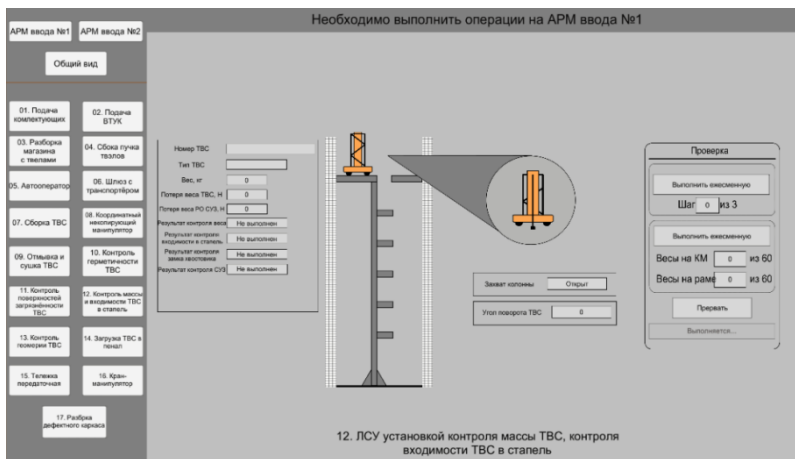 Необходимо выполнить операции на АРМ ввода №1
АРМ ввода №1
АРМ ввода №2
Общий вид
01. Подача
комлектующих
02. Подача
ВТУК
03. Разборка
магазина
с твелами
04. Сбока пучка
твэлов
05. Автооператор
06. Шлюз с
транспортёром
07. Сборка ТВС
08. Координатный
неколирующий
манипулятор
09. Отмывка и
сушка ТВС
10. Контроль
герметичности
ТВС
11. Контроль
поверхностей
загрязнённости
ТВС
12. Контроль массы
и входимости ТВС
в стапель
13. Контроль
геомерии ТВС
14. Загрузка ТВС в
пенал
15. Тележка
передаточная
16. Кран-
манипулятор
17. Разбрка
дефектного каркаса
Номер ТВС
Тип ТВС
Вес, кг
0
Потеря веса ТВС, Н
0
Потеря веса РО СУЗ, Н
0
Результат контроля веса
Не выполнен
Результат контроля
входимости в стапель
Не выполнен
Результат контроля
замка хвостовика
Не выполнен
Результат контроля СУЗ
Не выполнен
Захват колонны
Открыт
Угол поворота ТВС
0
Проверка
Выполнить ежесменную
Шаг 0 из 3
Выполнить ежесменную
Весы на КМ 0 из 60
Весы на раме 0 из 60
Прервать
Выполняется...
12. ЛСУ установкой контроля массы ТВС, контроля
входимости ТВС в стапель